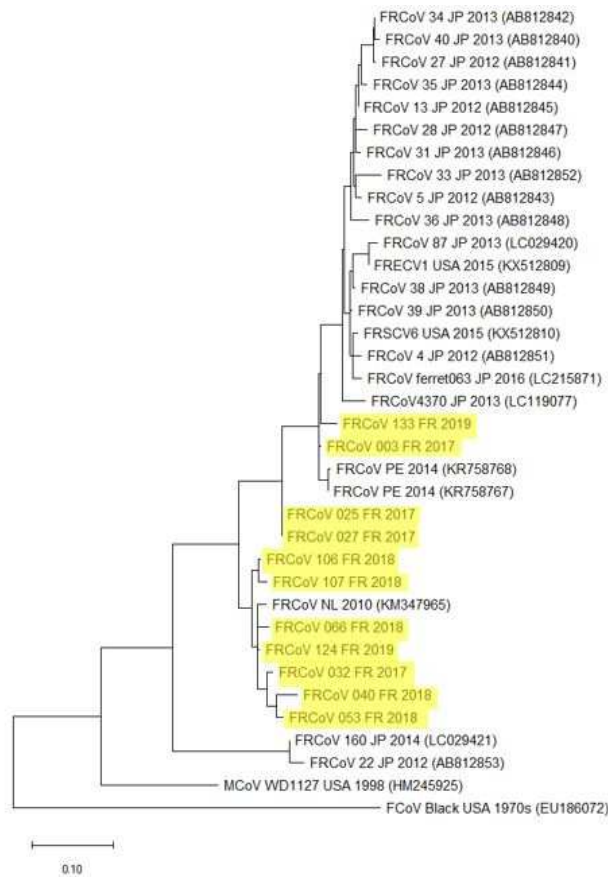 FRCoV 34 JP 2013 (AB812842)
FRCoV 40 JP 2013 (AB812840)
FRCoV 27 JP 2012 (AB812841)
FRCoV 35 JP 2013 (AB812844)
FRCoV 13 JP 2012 (AB812845)
FRCoV 28 JP 2012 (AB812847)
FRCoV 31 JP 2013 (AB812846)
FRCoV 33 JP 2013 (AB812852)
FRCoV 5 JP 2012 (AB812843)
FRCoV 36 JP 2013 (AB812848)
FRCoV 87 JP 2013 (LC029420)
FRECV1 USA 2015 (KX512809)
FRCoV 38 JP 2013 (AB812849)
FRCoV 39 JP 2013 (AB812850)
FRSCV6 USA 2015 (KX512810)
FRCoV 4 JP 2012 (AB812851)
FRCoV ferret063 JP 2016 (LC215871)
FRCoV4370 JP 2013 (LC119077)
FRCoV 133 FR 2019
FRCoV 003 FR 2017
FRCoV PE 2014 (KR758768)
FRCoV PE 2014 (KR758767)
FRCoV 025 FR 2017
FRCoV 027 FR 2017
FRCoV 106 FR 2018
FRCoV 107 FR 2018
FRCoV NL 2010 (KM347965)
FRCoV 066 FR 2018
FRCoV 124 FR 2019
FRCoV 032 FR 2017
FRCoV 040 FR 2018
FRCoV 053 FR 2018
FRCoV 160 JP 2014 (LC029421)
FRCoV 22 JP 2012 (AB812853)
MCoV WD1127 USA 1998 (HM245925)
FCoV Black USA 1970s (EU186072)
0.10